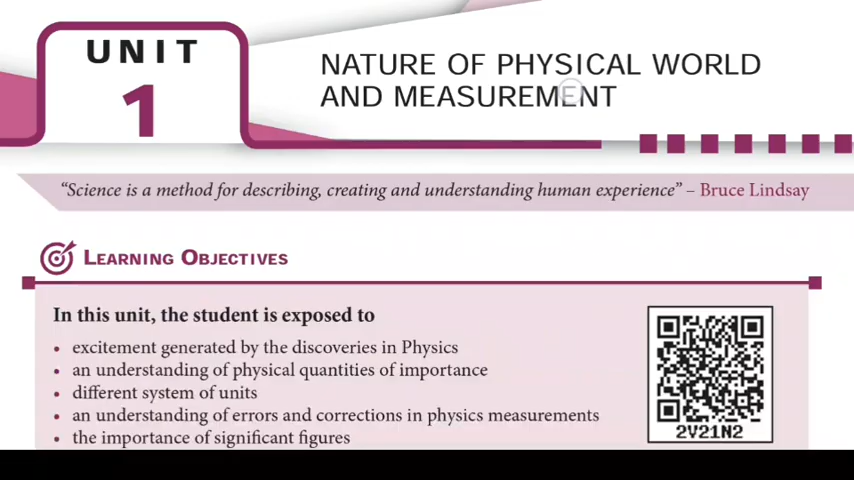 UNIT
1
NATURE OF PHYSICAL WORLD
AND MEASUREMENT
“Science is a method for describing, creating and understanding human experience” – Bruce Lindsay
LEARNING OBJECTIVES
In this unit, the student is exposed to
• excitement generated by the discoveries in Physics
• an understanding of physical quantities of importance
• different system of units
• an understanding of errors and corrections in physics measurements
• the importance of significant figures
2V21N2